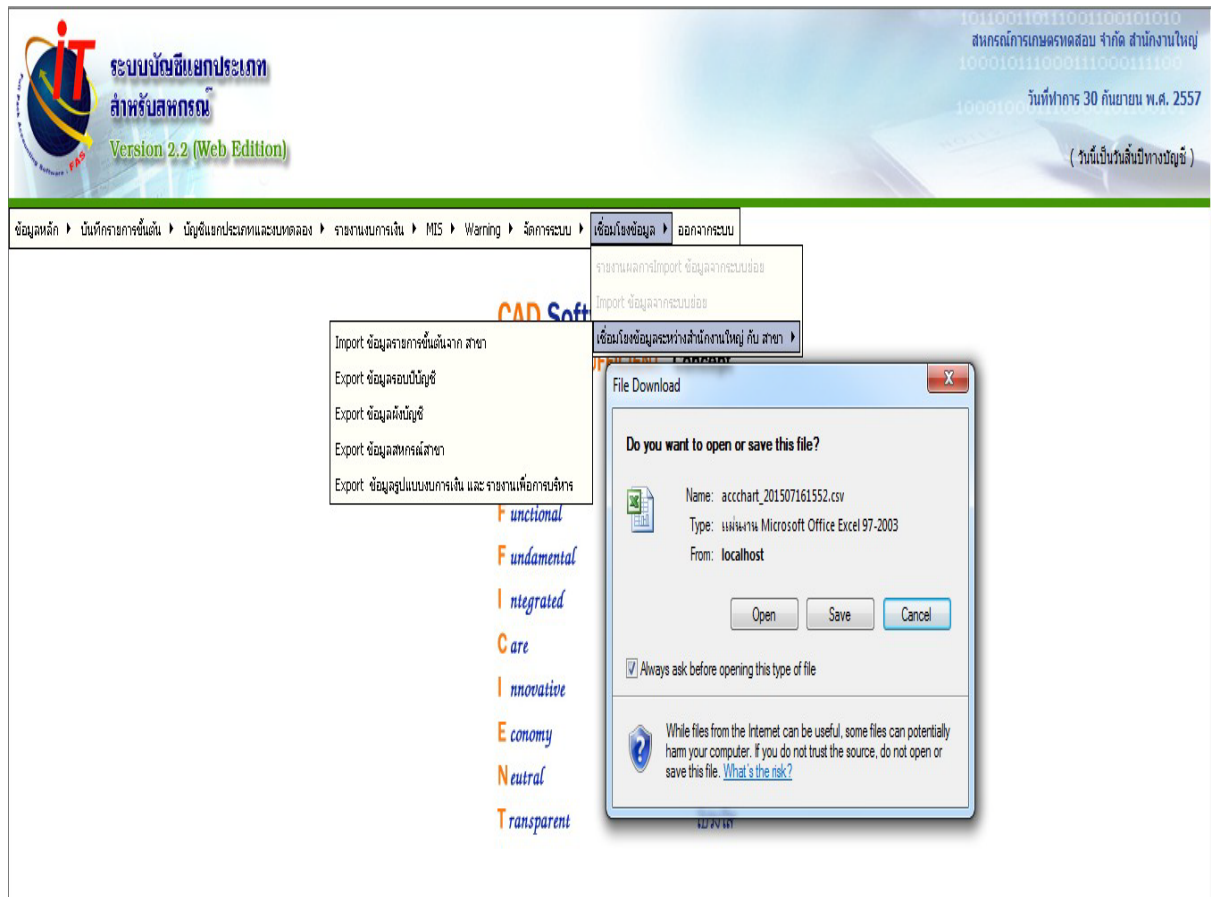 101100110111001100101010
สหกรณ์การเกษตรทดสอบ จำกัด สำนักงานใหญ่
10001011100011100011110
วันที่ทำการ 30 กันยายน พ.ศ. 2557
( วันนี้เป็นวันสิ้นปีทางบัญชี )
iT
Full Pack Accounting Software : FAS
ระบบบัญชีแยกประเภท
สำหรับสหกรณ์
Version 2.2 (Web Edition)
ข้อมูลหลัก บันทึกรายการขั้นต้น บัญชีแยกประเภทและงบทดลอง รายงานงบการเงิน MIS Warning จัดการระบบ เชื่อมโยงข้อมูล ออกจากระบบ
รายงานผลการImport ข้อมูลจากระบบย่อย
Import ข้อมูลจากระบบย่อย
เชื่อมโยงข้อมูลระหว่างสำนักงานใหญ่ กับ สาขา
CAD Soft
Concept
Import ข้อมูลรายการขั้นต้นจาก สาขา
Export ข้อมูลรอบปีบัญชี
Export ข้อมูลผังบัญชี
Export ข้อมูลสหกรณ์สาขา
Export ข้อมูลรูปแบบงบการเงิน และ รายงานเพื่อการบริหาร
Functional
Fundamental
Integrated
Care
Innovative
Economy
Neutral
Transparent
File Download
Do you want to open or save this file?
Name: accchart_201507161552.csv
Type: แผ่นงาน Microsoft Office Excel 97-2003
From: localhost
Open Save Cancel
Always ask before opening this type of file
While files from the Internet can be useful, some files can potentially
harm your computer. If you do not trust the source, do not open or
save this file. What's the risk?